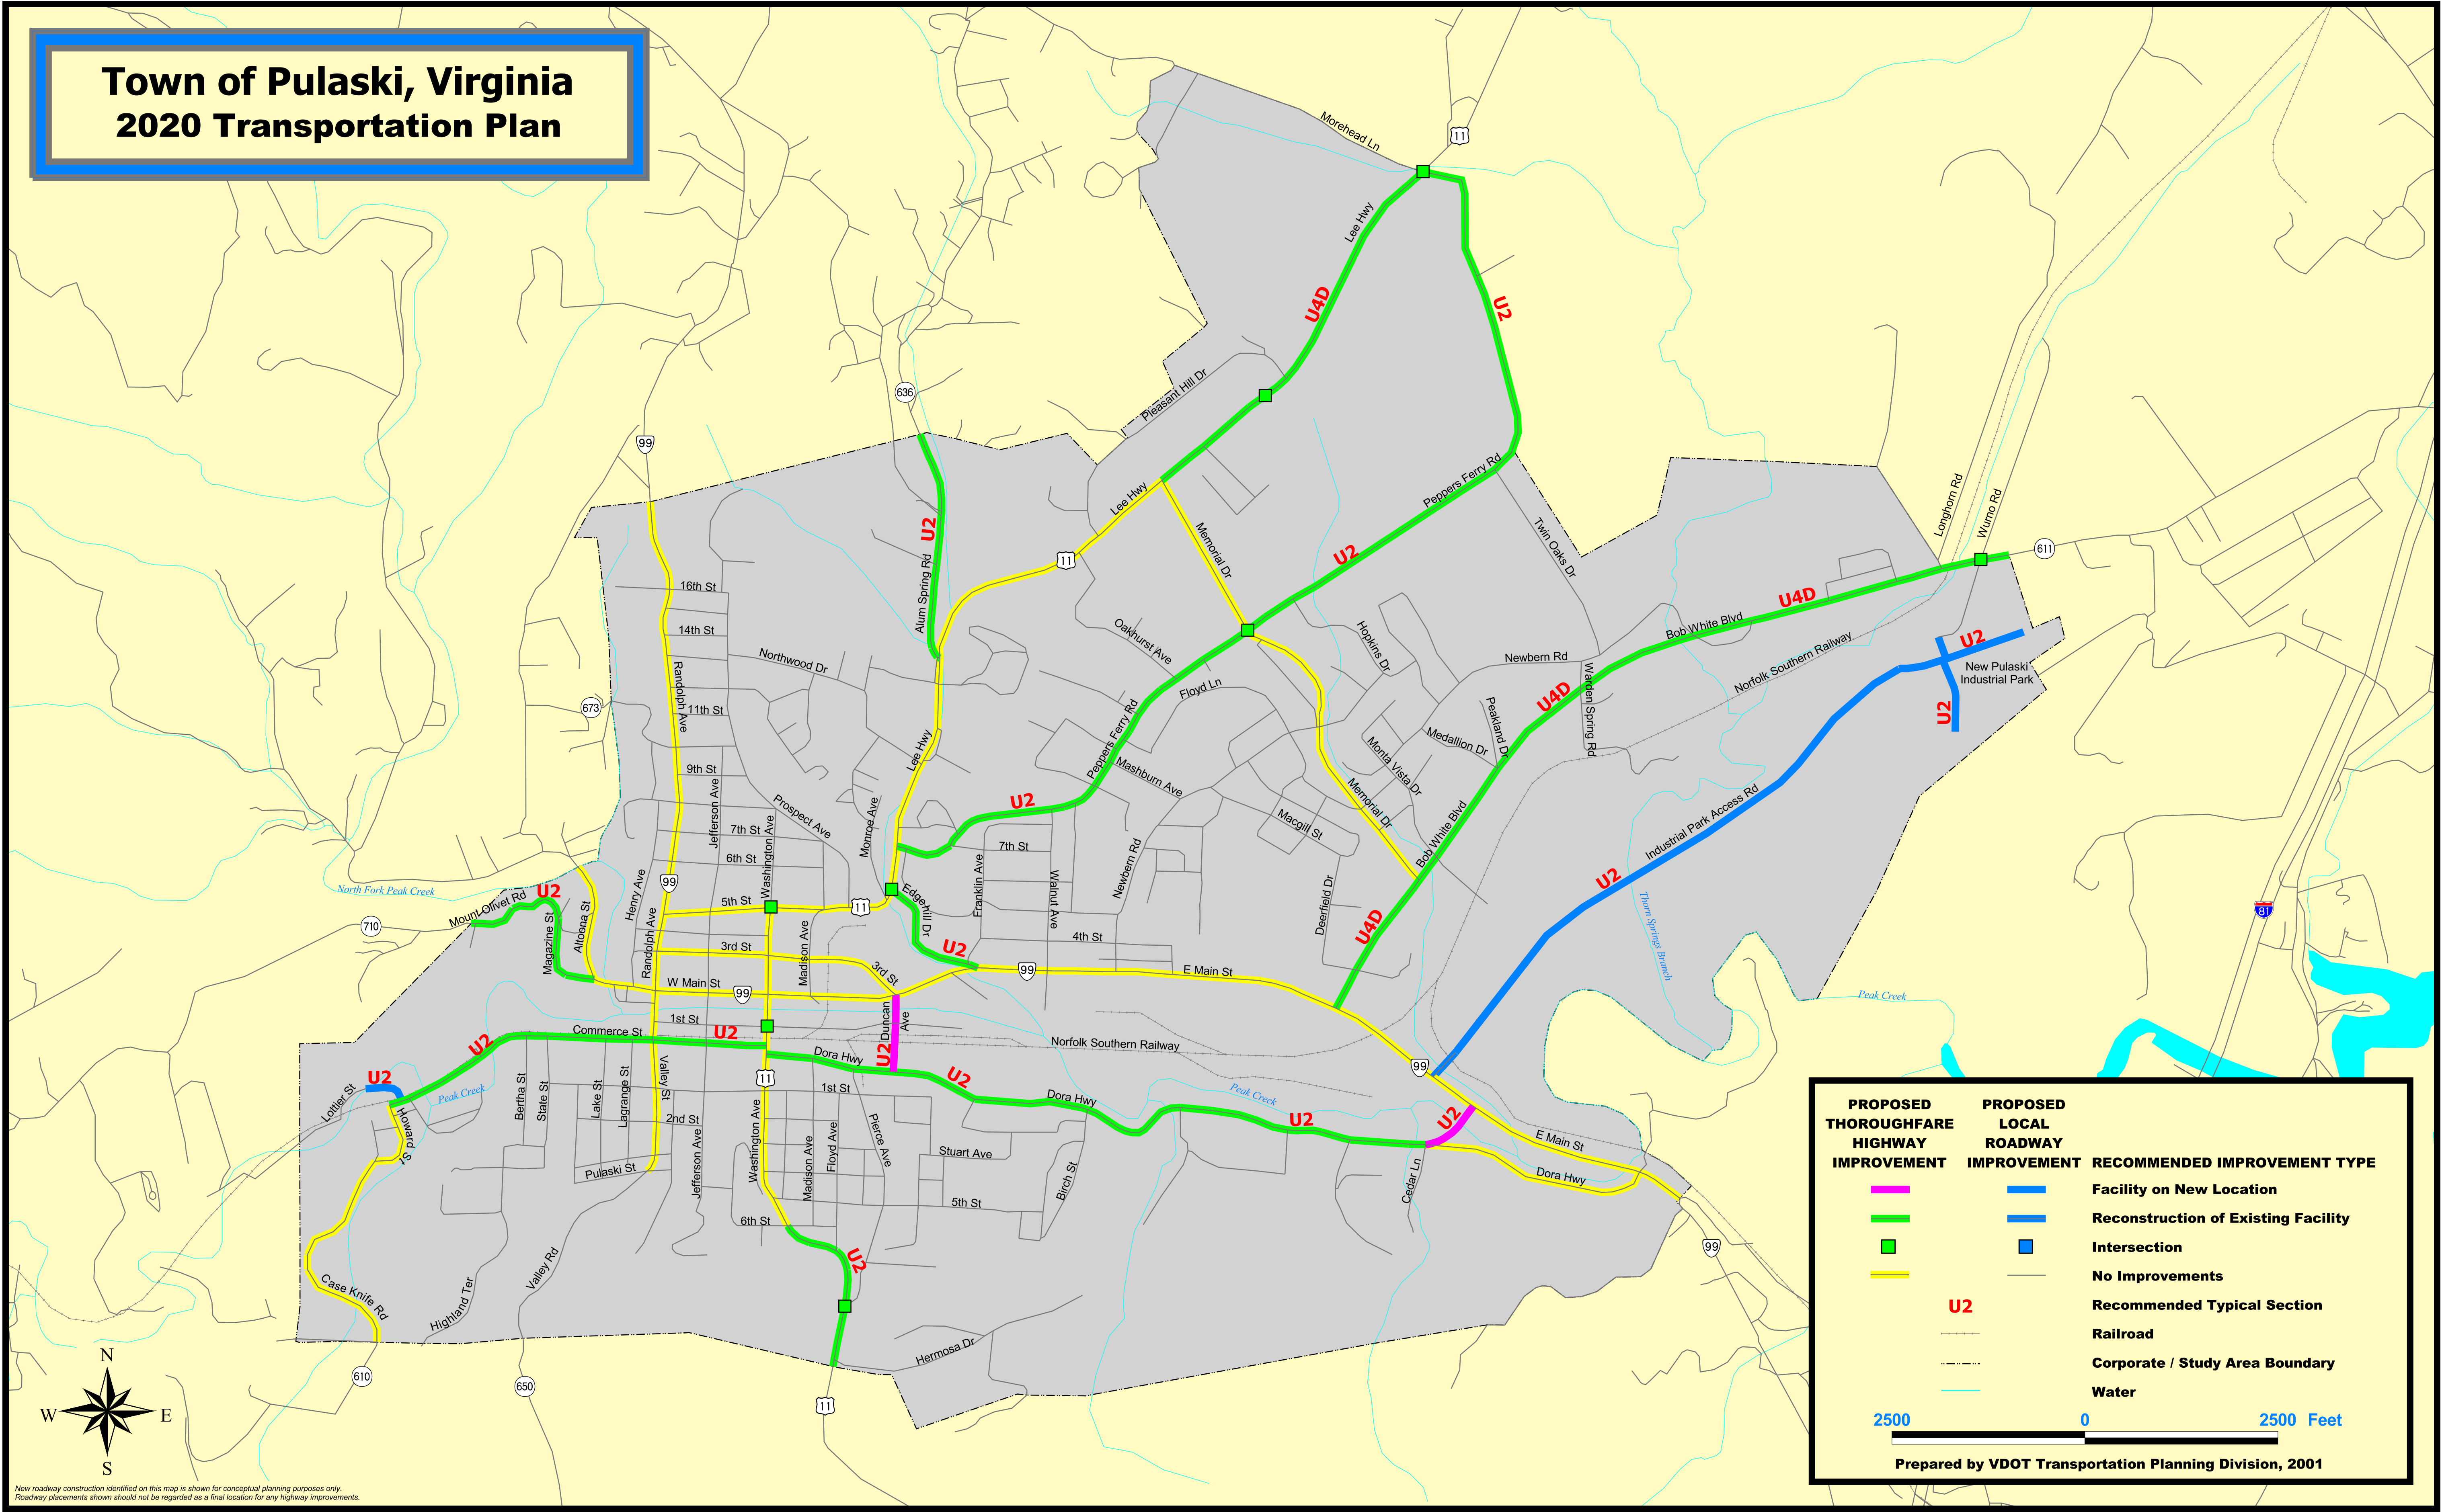 Town of Pulaski, Virginia
2020 Transportation Plan
Morehead Ln
11
Lee Hwy
U4D
U2
636
Pleasant Hill Dr
99
Lee Hwy
Peppers Ferry Rd
Longhorn Rd
Wurno Rd
U2
Alum Spring Rd
11
Memorial Dr
U2
Twin Oaks Dr
611
16th St
14th St
Northwood Dr
Oakhurst Ave
Hopkins Dr
Newbern Rd
Bob White Blvd
U4D
Norfolk Southern Railway
U2
New Pulaski
Industrial Park
U2
Randolph Ave
11th St
673
Floyd Ln
Peppers Ferry Rd
Warden Spring Rd
U4D
Peakland Dr
Medallion Dr
Monta Vista Dr
Lee Hwy
9th St
Jefferson Ave
Prospect Ave
Mashburn Ave
Memorial Dr
U2
Macgill St
Bob White Blvd
Industrial Park Access Rd
7th St
Washington Ave
Monroe Ave
7th St
6th St
Newbern Rd
U2
North Fork Peak Creek
99
Henry Ave
Franklin Ave
Walnut Ave
Deerfield Dr
Thorn Springs Branch
81
U2
Mount Olivet Rd
710
Magazine St
Altoona St
5th St
11
Edgehill Dr
U4D
Randolph Ave
3rd St
Madison Ave
3rd St
U2
4th St
99
E Main St
W Main St
99
Peak Creek
1st St
Commerce St
U2
Duncan
Ave
U2
Norfolk Southern Railway
U2
Dora Hwy
U2
99
U2
Lottier St
Peak Creek
Howard St
Bertha St
State St
Lake St
Lagrange St
Valley St
11
1st St
Dora Hwy
Peak Creek
U2
U2
2nd St
Pulaski St
Jefferson Ave
Washington Ave
Madison Ave
Floyd Ave
Pierce Ave
Stuart Ave
Birch St
5th St
6th St
Cedar Ln
E Main St
Dora Hwy
99
U2
Case Knife Rd
Highland Ter
Valley Rd
Hermosa Dr
610
650
11
N
W
E
S
PROPOSED
THOROUGHFARE
HIGHWAY
IMPROVEMENT
PROPOSED
LOCAL
ROADWAY
IMPROVEMENT
RECOMMENDED IMPROVEMENT TYPE
Facility on New Location
Reconstruction of Existing Facility
Intersection
No Improvements
U2 Recommended Typical Section
Railroad
Corporate / Study Area Boundary
Water
2500 0 2500 Feet
Prepared by VDOT Transportation Planning Division, 2001
New roadway construction identified on this map is shown for conceptual planning purposes only.
Roadway placements shown should not be regarded as a final location for any highway improvements.